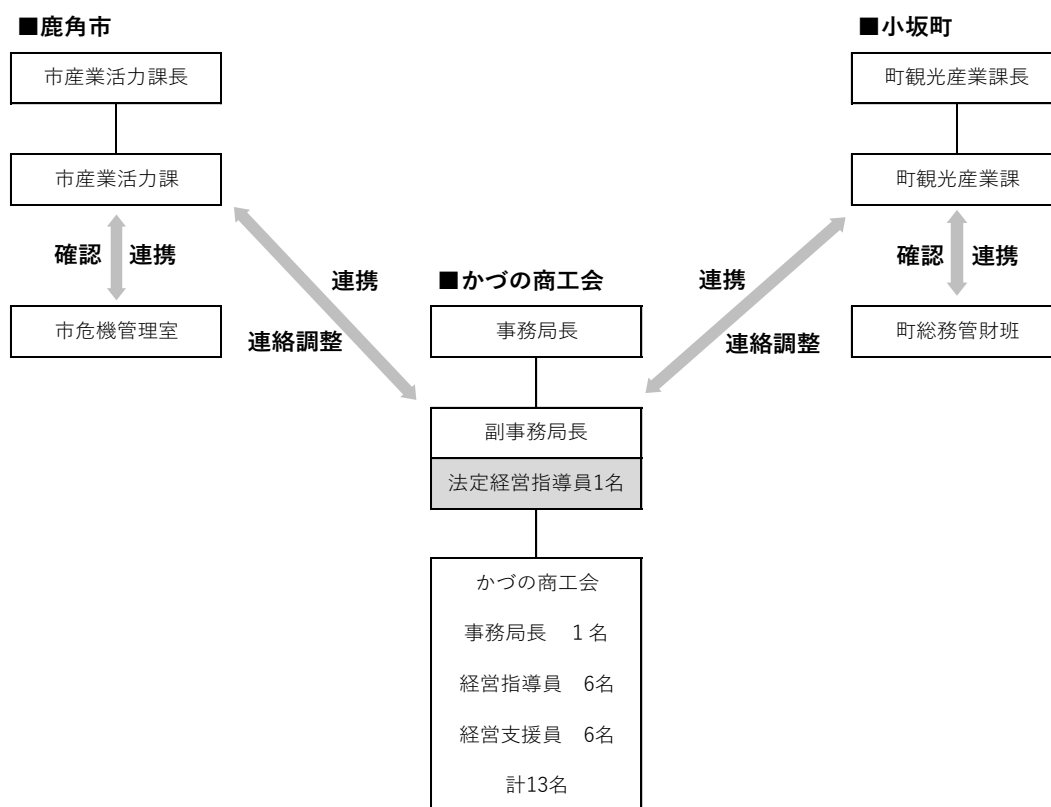 ■鹿角市
市産業活力課長
市産業活力課
確認 連携
市危機管理室
連携
連絡調整
■かづの商工会
事務局長
副事務局長
法定経営指導員1名
かづの商工会
事務局長　１名
経営指導員　6名
経営支援員　6名
計13名
■小坂町
町観光産業課長
町観光産業課
確認 連携
町総務管財班
連携
連絡調整